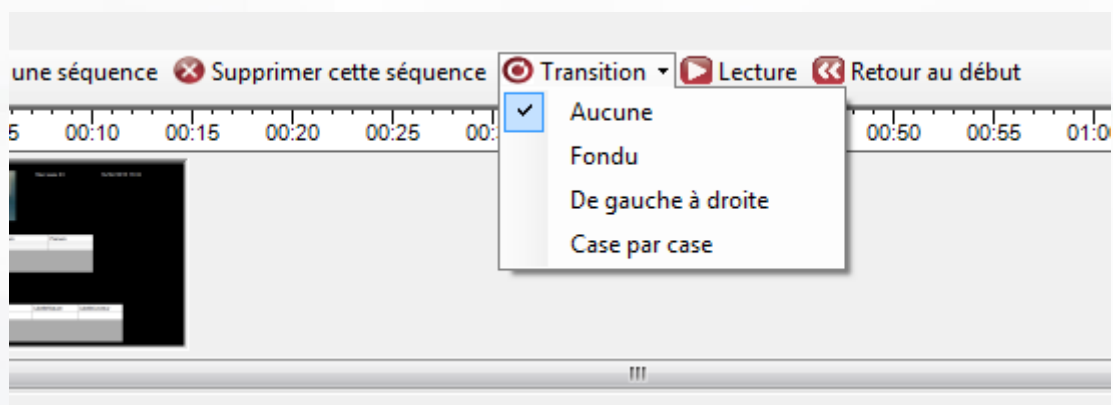 une séquence Supprimer cette séquence Transition Lecture Retour au début
5 00:10 00:15 00:20 00:25 00: 00:50 00:55 01:0
Aucune
Fondu
De gauche à droite
Case par case